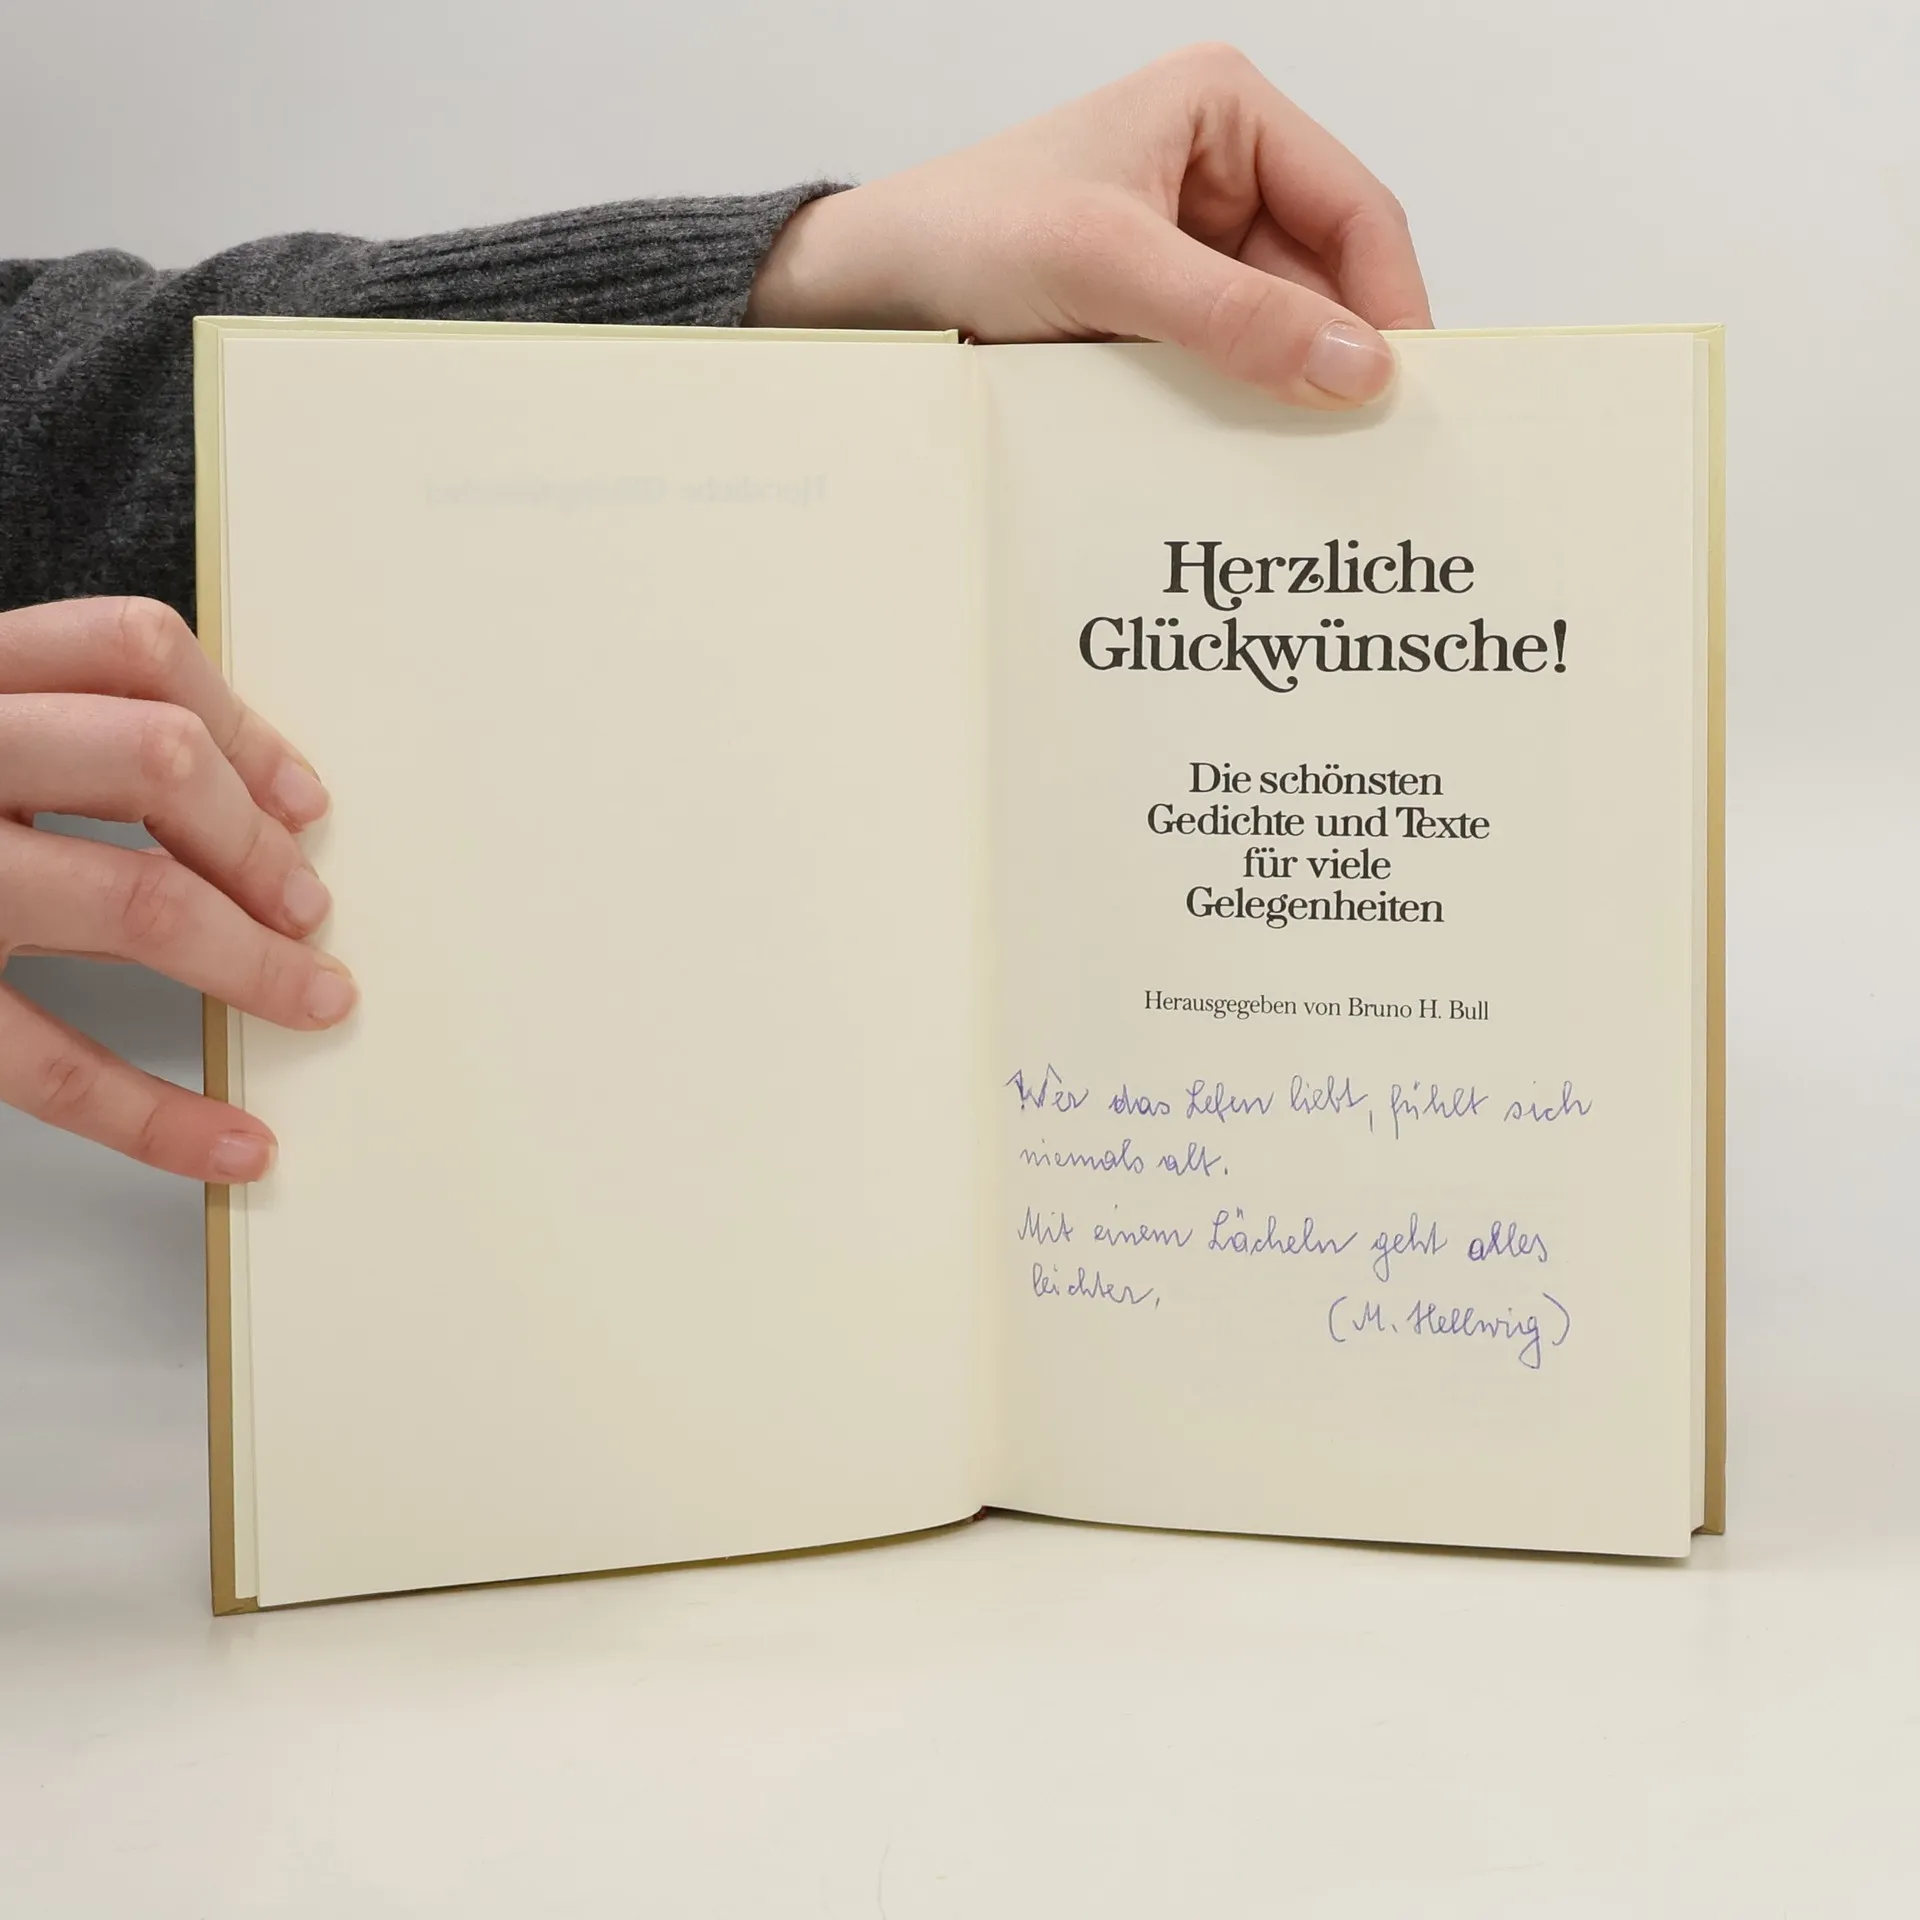 Herzliche
Glückwünsche!
Die schönsten
Gedichte und Texte
für viele
Gelegenheiten
Herausgegeben von Bruno H. Bull
Wer das Leben liebt, fühlt sich
niemals alt.
Mit einem Lächeln geht alles
leichter,
(M. Hellwig)